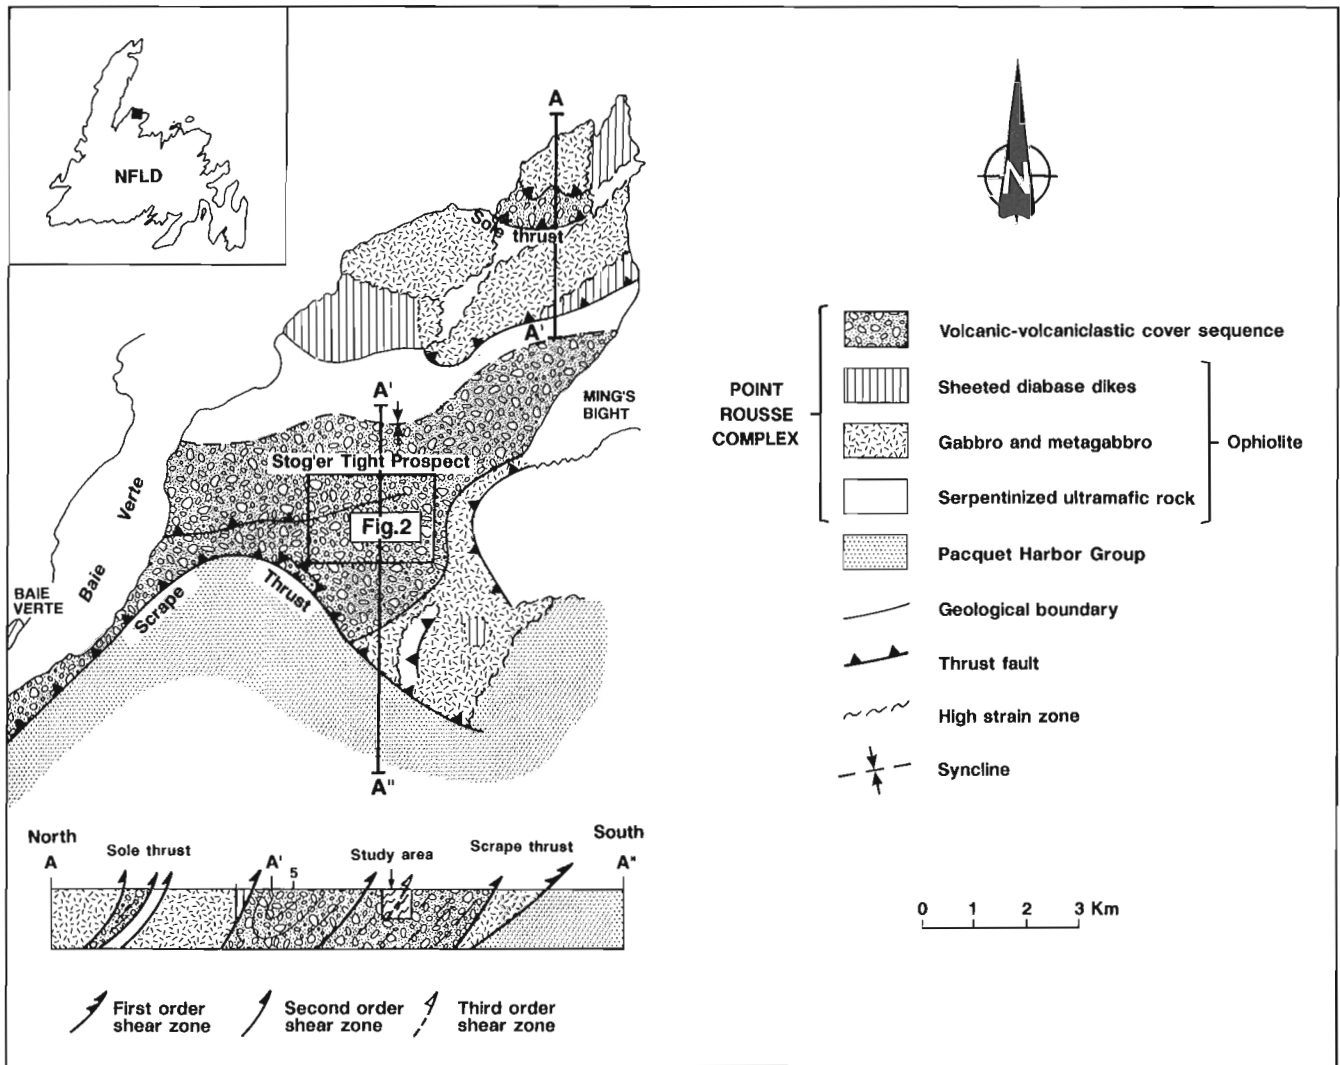 NFLD
A
Sole thrust
A'
A'
MING'S
BIGHT
Stog'er Tight Prospect
Fig.2
Baie Verte
BAIE
VERTE
Scrape Thrust
A"
N
POINT
ROUSSE
COMPLEX
Volcanic-volcaniclastic cover sequence
Sheeted diabase dikes
Gabbro and metagabbro
Serpentinized ultramafic rock
Ophiolite
Pacquet Harbor Group
Geological boundary
Thrust fault
High strain zone
Syncline
North
South
A
Sole thrust
A'
5
Study area
Scrape thrust
A"
0 1 2 3 Km
First order
shear zone
Second order
shear zone
Third order
shear zone